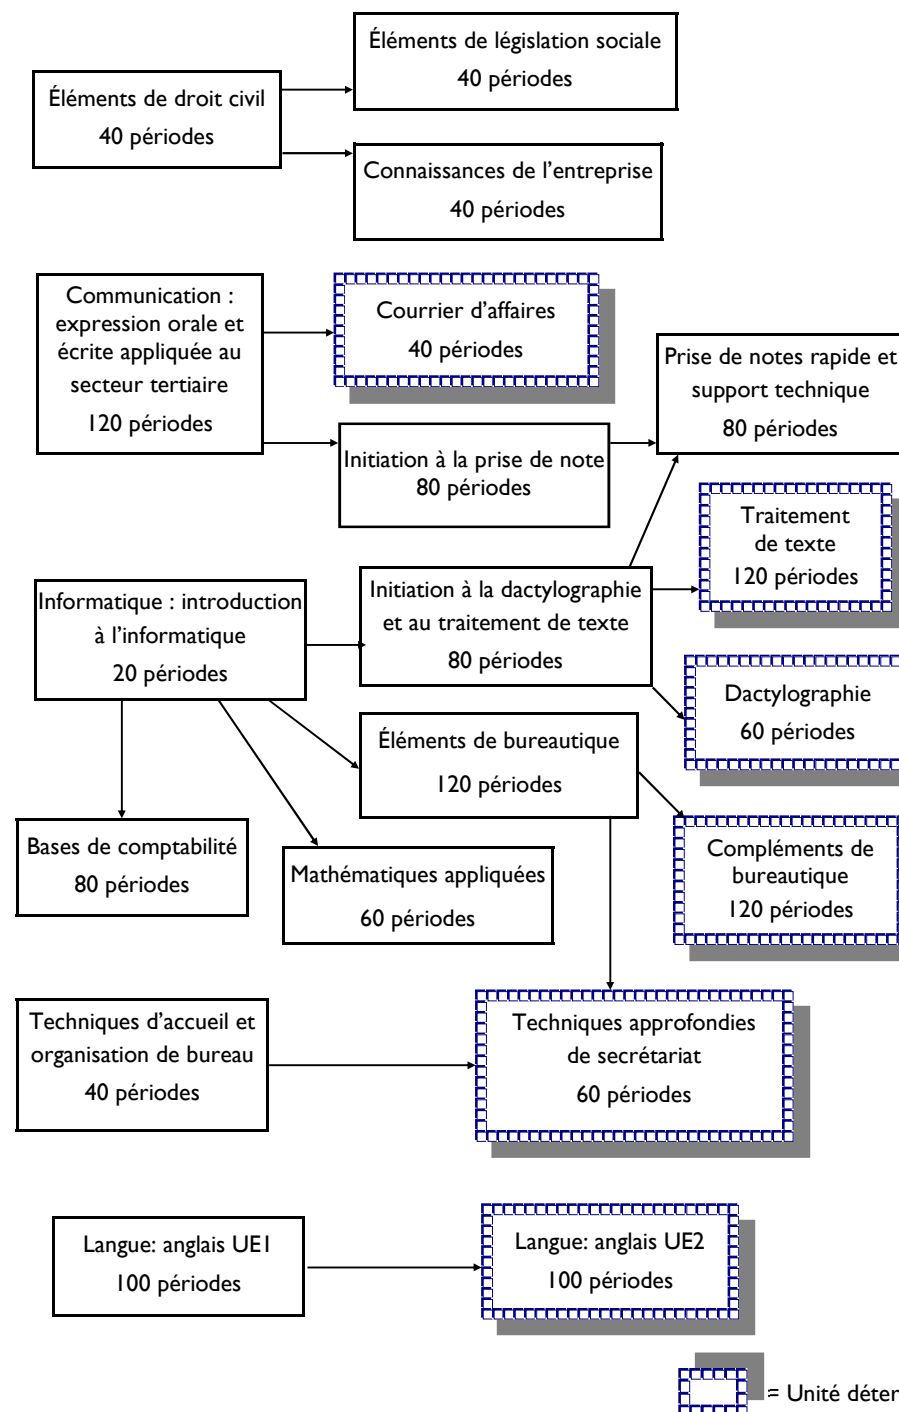 Éléments de législation sociale
40 périodes
Éléments de droit civil
40 périodes
Connaissances de l'entreprise
40 périodes
Communication :
expression orale et
écrite appliquée au
secteur tertiaire
120 périodes
Courrier d'affaires
40 périodes
Prise de notes rapide et
support technique
80 périodes
Initiation à la prise de note
80 périodes
Traitement
de texte
120 périodes
Informatique : introduction
à l'informatique
20 périodes
Initiation à la dactylographie
et au traitement de texte
80 périodes
Dactylographie
60 périodes
Éléments de bureautique
120 périodes
Bases de comptabilité
80 périodes
Mathématiques appliquées
60 périodes
Compléments de
bureautique
120 périodes
Techniques d'accueil et
organisation de bureau
40 périodes
Techniques approfondies
de secrétariat
60 périodes
Langue: anglais UE1
100 périodes
Langue: anglais UE2
100 périodes
= Unité déter